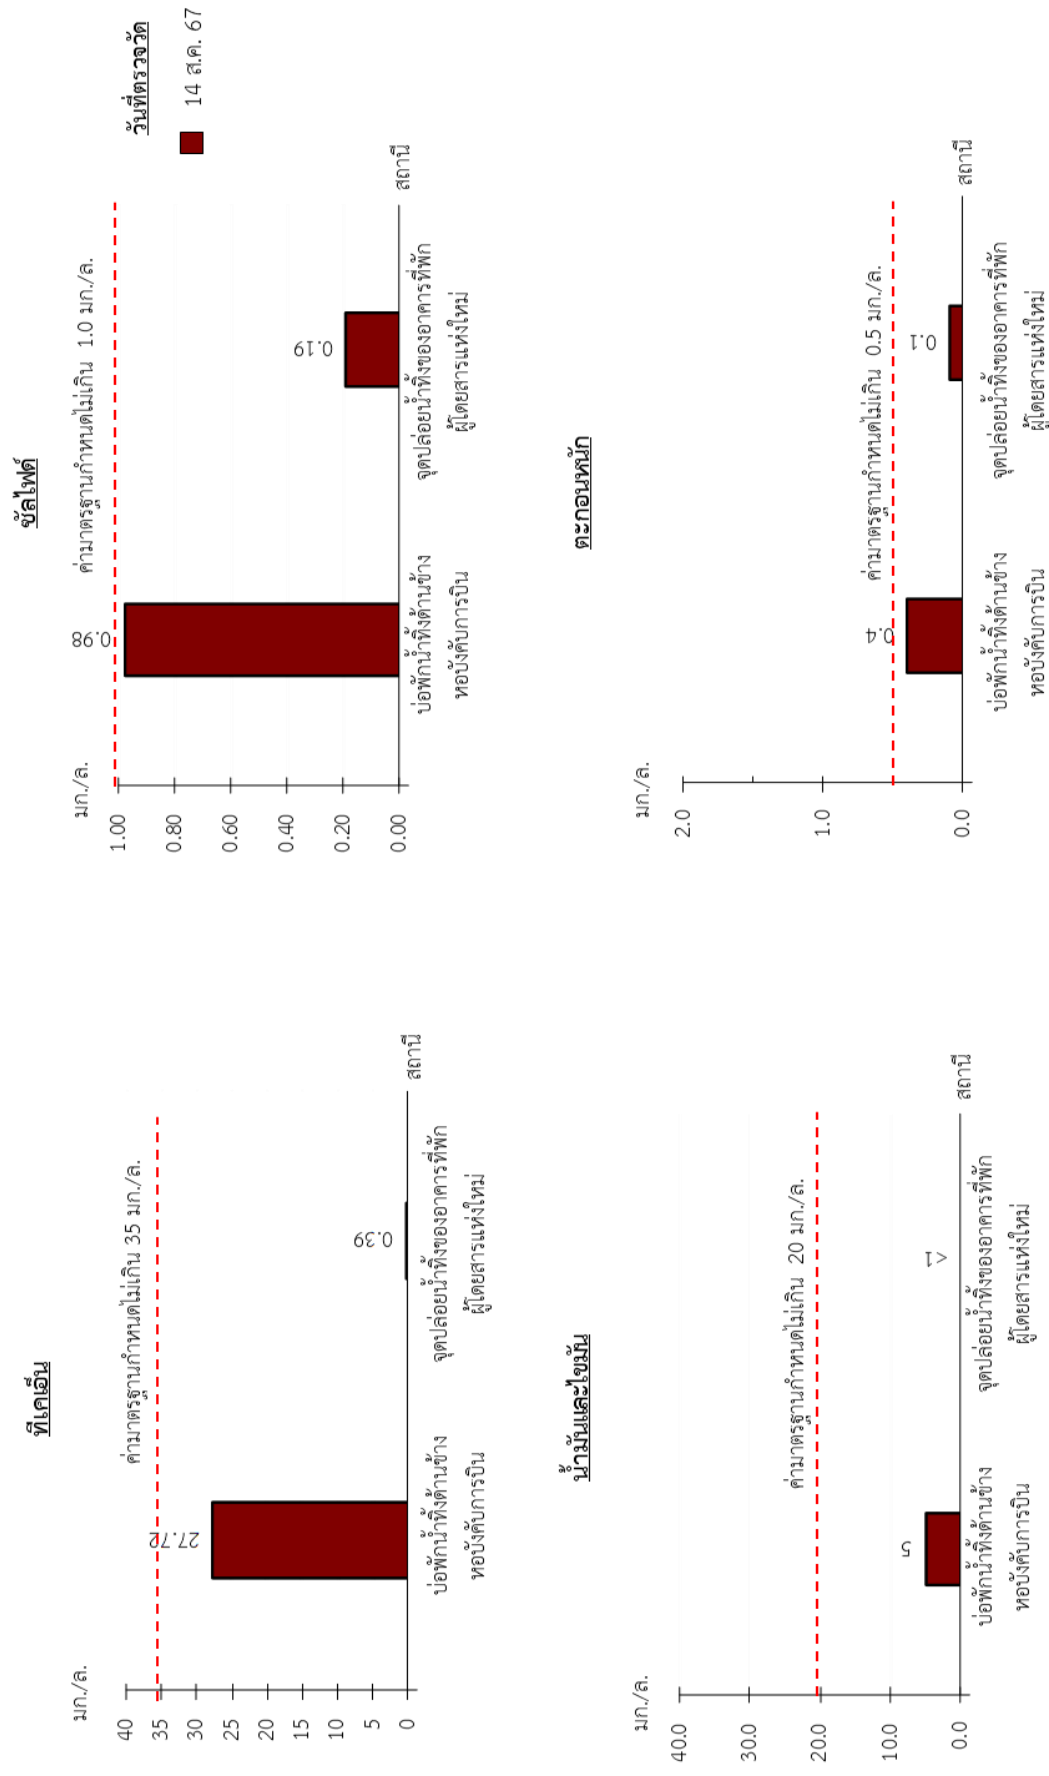 ทีเคเอ็น
มก./ล.
ค่ามาตรฐานกำหนดไม่เกิน 35 มก./ล.
40
35
30
25
20
15
10
5
0
27.72
0.39
บ่อพักน้ำทิ้งด้านข้าง
หอบังคับการบิน
จุดปล่อยน้ำทิ้งของอาคารที่พัก
ผู้โดยสารแห่งใหม่
สถานี
ซัลไฟด์
มก./ล.
ค่ามาตรฐานกำหนดไม่เกิน 1.0 มก./ล.
1.00
0.80
0.60
0.40
0.20
0.00
0.98
0.19
บ่อพักน้ำทิ้งด้านข้าง
หอบังคับการบิน
จุดปล่อยน้ำทิ้งของอาคารที่พัก
ผู้โดยสารแห่งใหม่
สถานี
วันที่ตรวจวัด
14 ส.ค. 67
น้ำมันและไขมัน
มก./ล.
ค่ามาตรฐานกำหนดไม่เกิน 20 มก./ล.
40.0
30.0
20.0
10.0
0.0
5
<1
บ่อพักน้ำทิ้งด้านข้าง
หอบังคับการบิน
จุดปล่อยน้ำทิ้งของอาคารที่พัก
ผู้โดยสารแห่งใหม่
สถานี
ตะกอนหนัก
มก./ล.
ค่ามาตรฐานกำหนดไม่เกิน 0.5 มก./ล.
2.0
1.0
0.0
0.4
0.1
บ่อพักน้ำทิ้งด้านข้าง
หอบังคับการบิน
จุดปล่อยน้ำทิ้งของอาคารที่พัก
ผู้โดยสารแห่งใหม่
สถานี